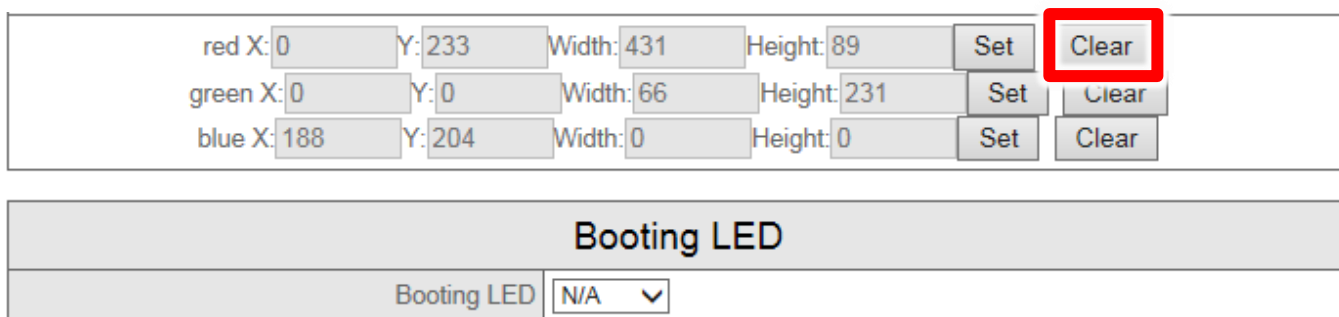 red X: 0 Y: 233 Width: 431 Height: 89 Set Clear
green X: 0 Y: 0 Width: 66 Height: 231 Set Clear
blue X: 188 Y: 204 Width: 0 Height: 0 Set Clear
Booting LED
Booting LED N/A